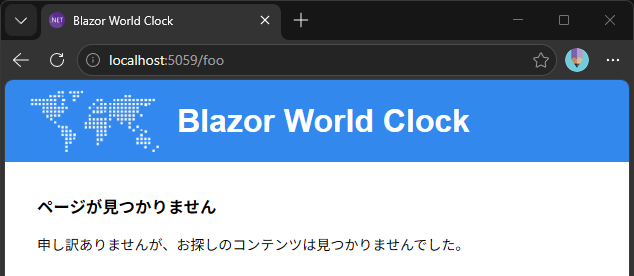 .NET
Blazor World Clock
localhost:5059/foo
Blazor World Clock
ページが見つかりません
申し訳ありませんが、お探しのコンテンツは見つかりませんでした。